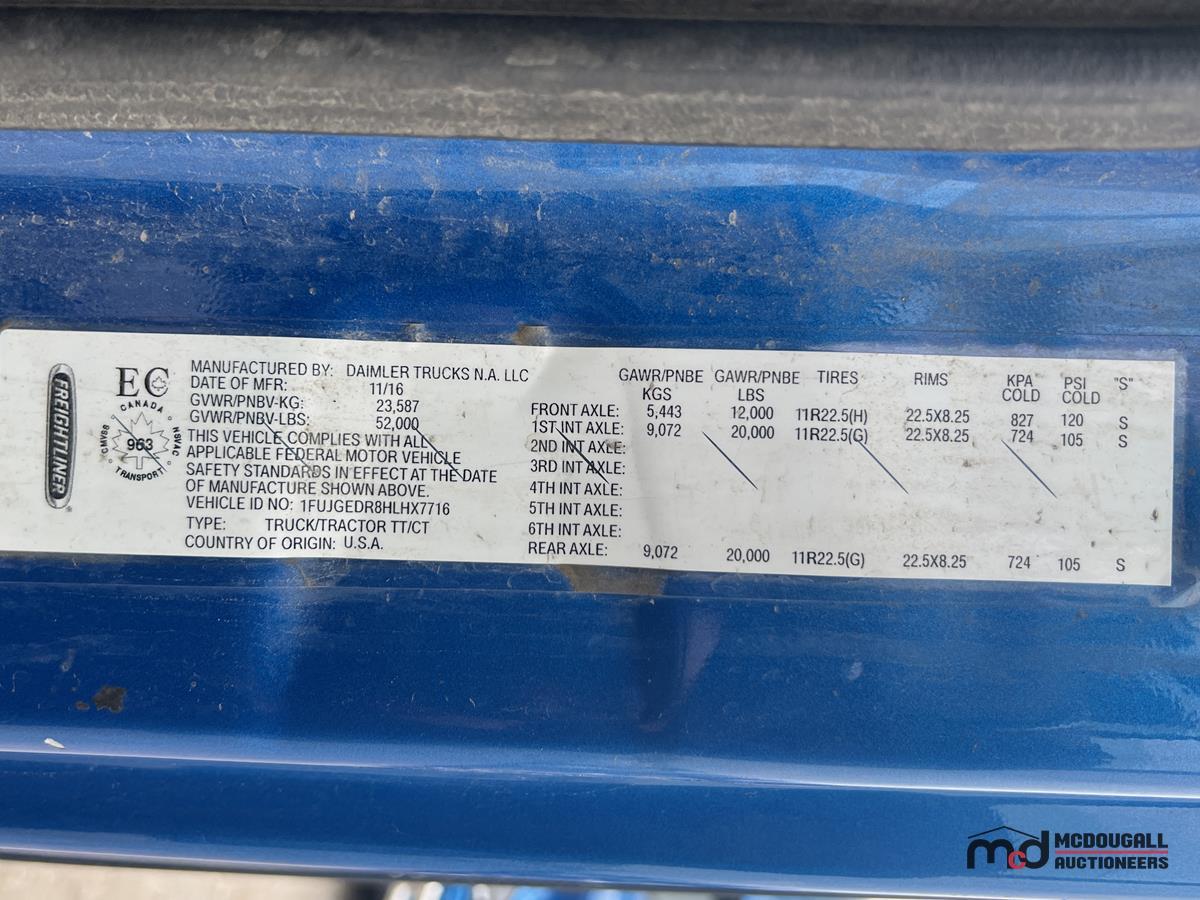 FREIGHTLINER
EC
CANADA
CMVSS 963 NSVAC
TRANSPORT
MANUFACTURED BY: DAIMLER TRUCKS N.A. LLC
DATE OF MFR: 11/16
GVWR/PNBV-KG: 23,587
GVWR/PNBV-LBS: 52,000
THIS VEHICLE COMPLIES WITH ALL
APPLICABLE FEDERAL MOTOR VEHICLE
SAFETY STANDARDS IN EFFECT AT THE DATE
OF MANUFACTURE SHOWN ABOVE.
VEHICLE ID NO: 1FUJGEDR8HLHX7716
TYPE: TRUCK/TRACTOR TT/CT
COUNTRY OF ORIGIN: U.S.A.
GAWR/PNBE GAWR/PNBE TIRES RIMS KPA PSI "S"
KGS LBS COLD COLD
FRONT AXLE: 5,443 12,000 11R22.5(H) 22.5X8.25 827 120 S
1ST INT AXLE: 9,072 20,000 11R22.5(G) 22.5X8.25 724 105 S
2ND INT AXLE:
3RD INT AXLE:
4TH INT AXLE:
5TH INT AXLE:
6TH INT AXLE:
REAR AXLE: 9,072 20,000 11R22.5(G) 22.5X8.25 724 105 S
mcd MCDOUGALL
AUCTIONEERS